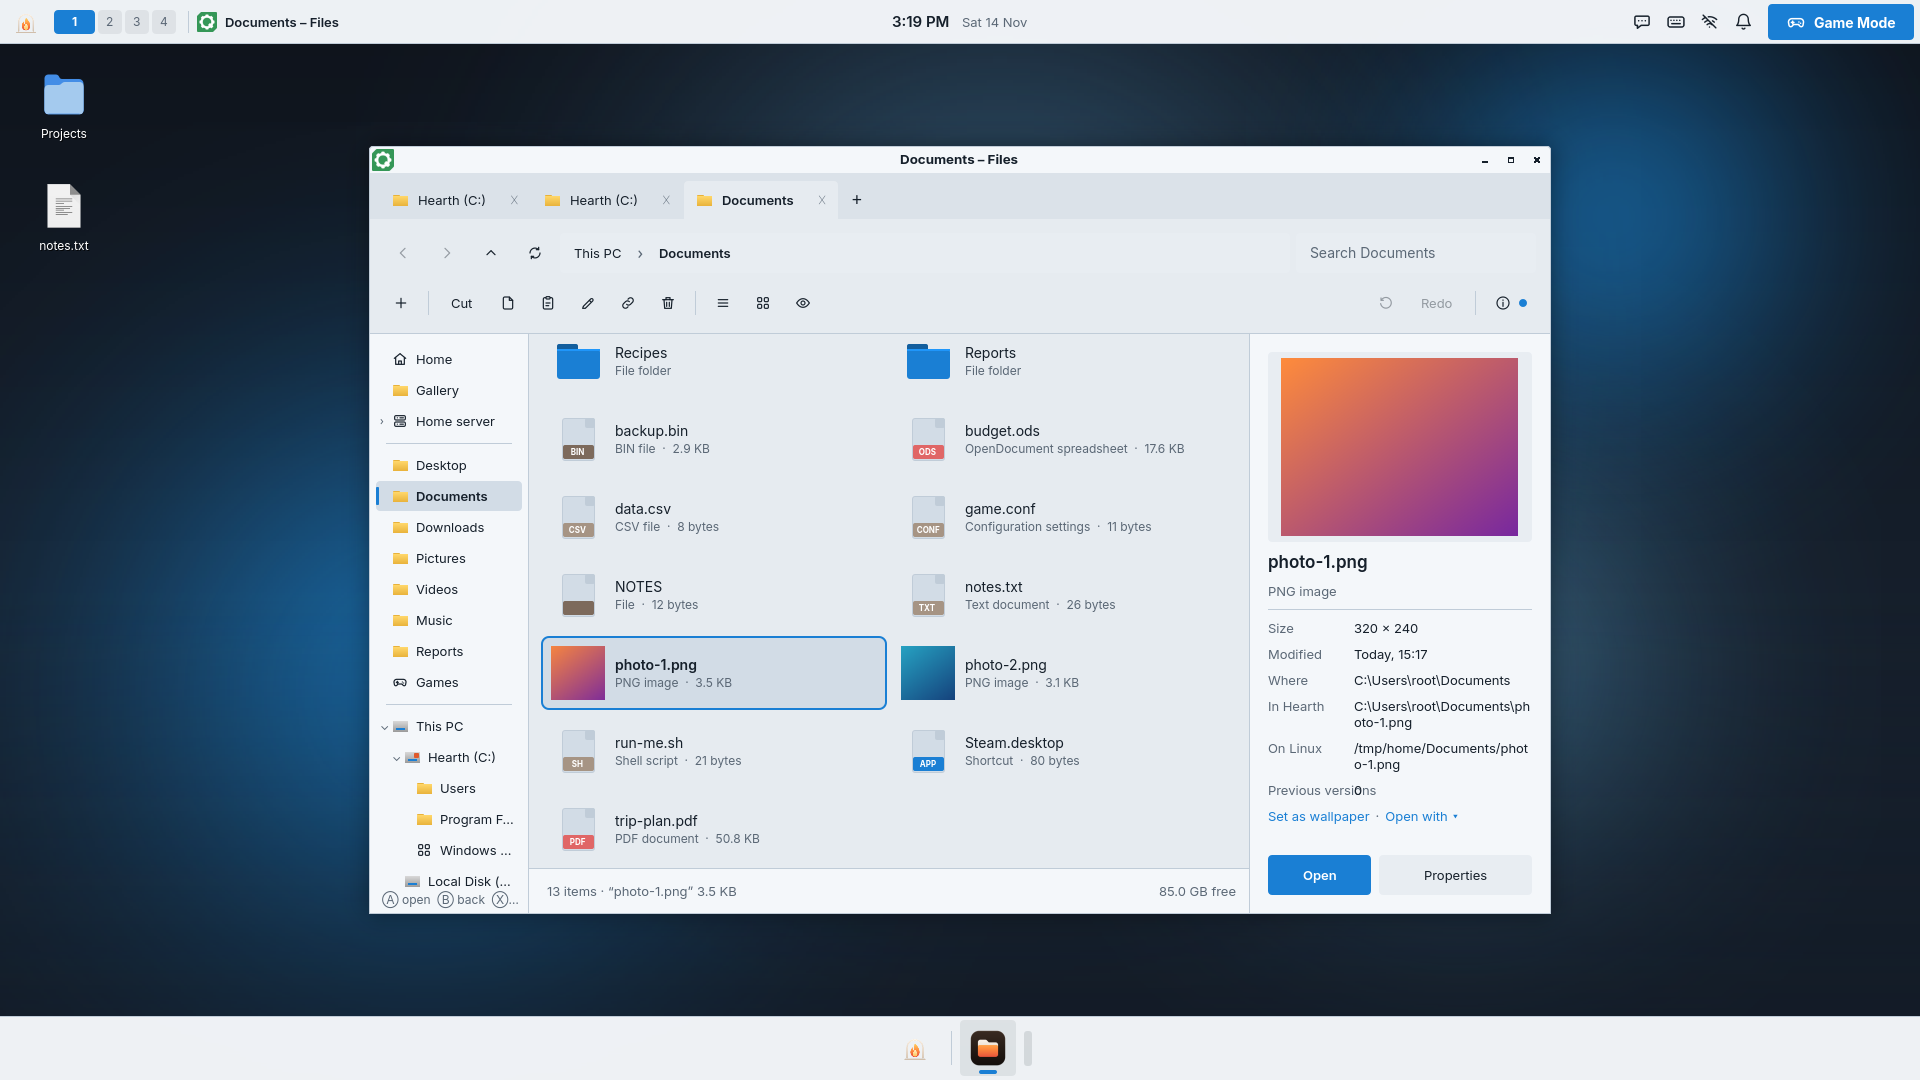 1 2 3 4 Documents – Files
3:19 PM Sat 14 Nov
Game Mode
Projects
notes.txt
Documents – Files
Hearth (C:) X Hearth (C:) X Documents X +
This PC › Documents
Search Documents
Cut
Redo
Home
Gallery
Home server
Desktop
Documents
Downloads
Pictures
Videos
Music
Reports
Games
This PC
Hearth (C:)
Users
Program F...
Windows ...
Local Disk (...
A open B back X...
Recipes
File folder
Reports
File folder
BIN
backup.bin
BIN file · 2.9 KB
ODS
budget.ods
OpenDocument spreadsheet · 17.6 KB
CSV
data.csv
CSV file · 8 bytes
CONF
game.conf
Configuration settings · 11 bytes
NOTES
File · 12 bytes
TXT
notes.txt
Text document · 26 bytes
photo-1.png
PNG image · 3.5 KB
photo-2.png
PNG image · 3.1 KB
SH
run-me.sh
Shell script · 21 bytes
APP
Steam.desktop
Shortcut · 80 bytes
PDF
trip-plan.pdf
PDF document · 50.8 KB
13 items · “photo-1.png” 3.5 KB
85.0 GB free
photo-1.png
PNG image
Size 320 × 240
Modified Today, 15:17
Where C:\Users\root\Documents
In Hearth C:\Users\root\Documents\ph
oto-1.png
On Linux /tmp/home/Documents/phot
o-1.png
Previous versions 0
Set as wallpaper · Open with
Open
Properties